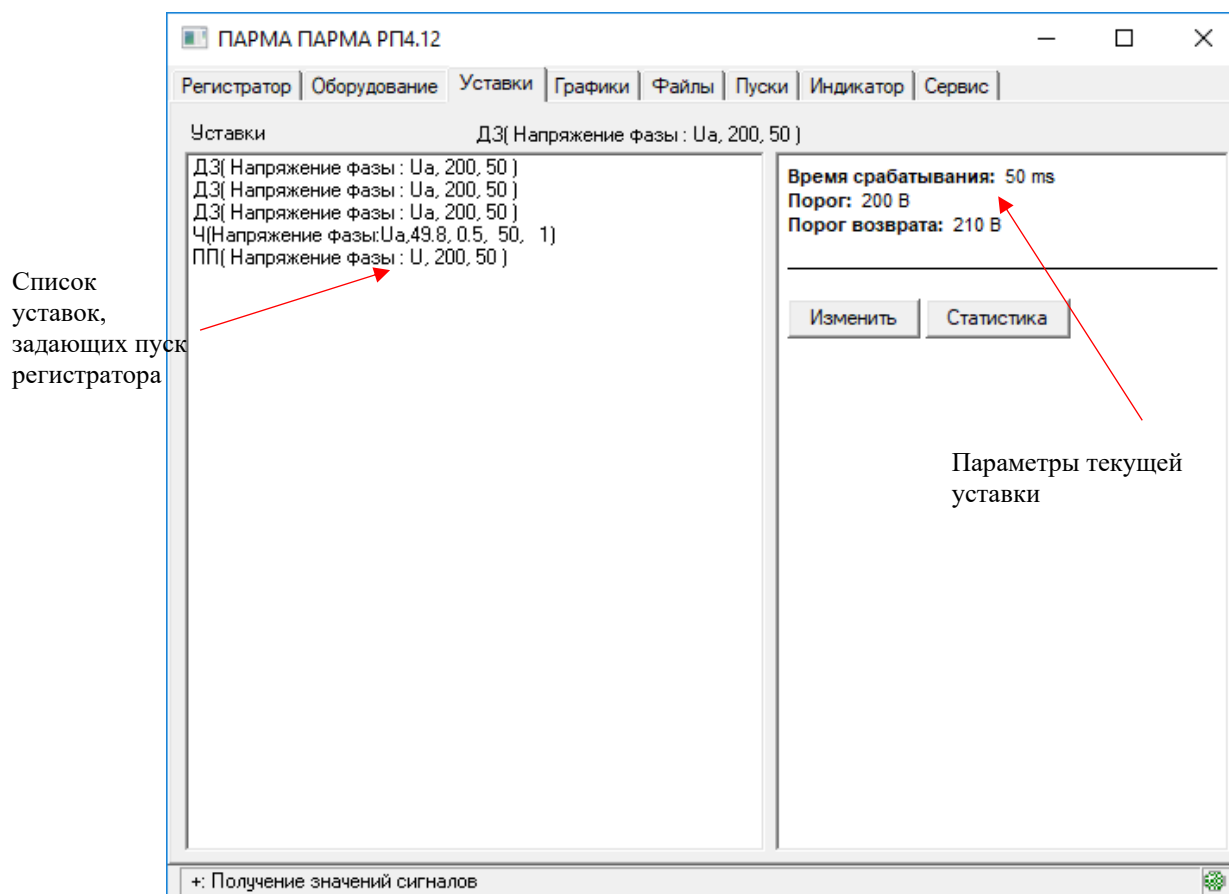 ПАРМА ПАРМА РП4.12
Регистратор Оборудование Уставки Графики Файлы Пуски Индикатор Сервис
Уставки ДЗ( Напряжение фазы : Ua, 200, 50 )
ДЗ( Напряжение фазы : Ua, 200, 50 )
ДЗ( Напряжение фазы : Ua, 200, 50 )
ДЗ( Напряжение фазы : Ua, 200, 50 )
Ч(Напряжение фазы:Ua,49.8, 0.5, 50, 1)
ПП( Напряжение фазы : U, 200, 50 )
Время срабатывания: 50 ms
Порог: 200 В
Порог возврата: 210 В
Изменить Статистика
Список
уставок,
задающих пуск
регистратора
Параметры текущей
уставки
+: Получение значений сигналов